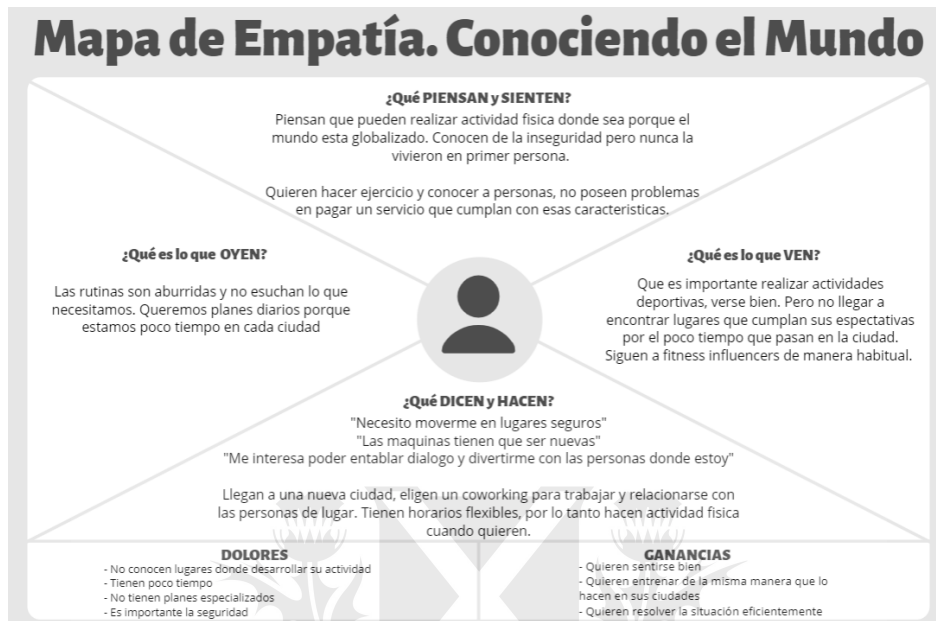 Mapa de Empatía. Conociendo el Mundo
¿Qué PIENSAN y SIENTEN?
Piensan que pueden realizar actividad fisica donde sea porque el
mundo esta globalizado. Conocen de la inseguridad pero nunca la
vivieron en primer persona.
Quieren hacer ejercicio y conocer a personas, no poseen problemas
en pagar un servicio que cumplan con esas caracteristicas.
¿Qué es lo que OYEN?
Las rutinas son aburridas y no esuchan lo que
necesitamos. Queremos planes diarios porque
estamos poco tiempo en cada ciudad
¿Qué es lo que VEN?
Que es importante realizar actividades
deportivas, verse bien. Pero no llegar a
encontrar lugares que cumplan sus espectativas
por el poco tiempo que pasan en la ciudad.
Siguen a fitness influencers de manera habitual.
¿Qué DICEN y HACEN?
"Necesito moverme en lugares seguros"
"Las maquinas tienen que ser nuevas"
"Me interesa poder entablar dialogo y divertirme con las personas donde estoy"
Llegan a una nueva ciudad, eligen un coworking para trabajar y relacionarse con
las personas de lugar. Tienen horarios flexibles, por lo tanto hacen actividad fisica
cuando quieren.
DOLORES
- No conocen lugares donde desarrollar su actividad
- Tienen poco tiempo
- No tienen planes especializados
- Es importante la seguridad
GANANCIAS
- Quieren sentirse bien
- Quieren entrenar de la misma manera que lo
hacen en sus ciudades
- Quieren resolver la situación eficientemente